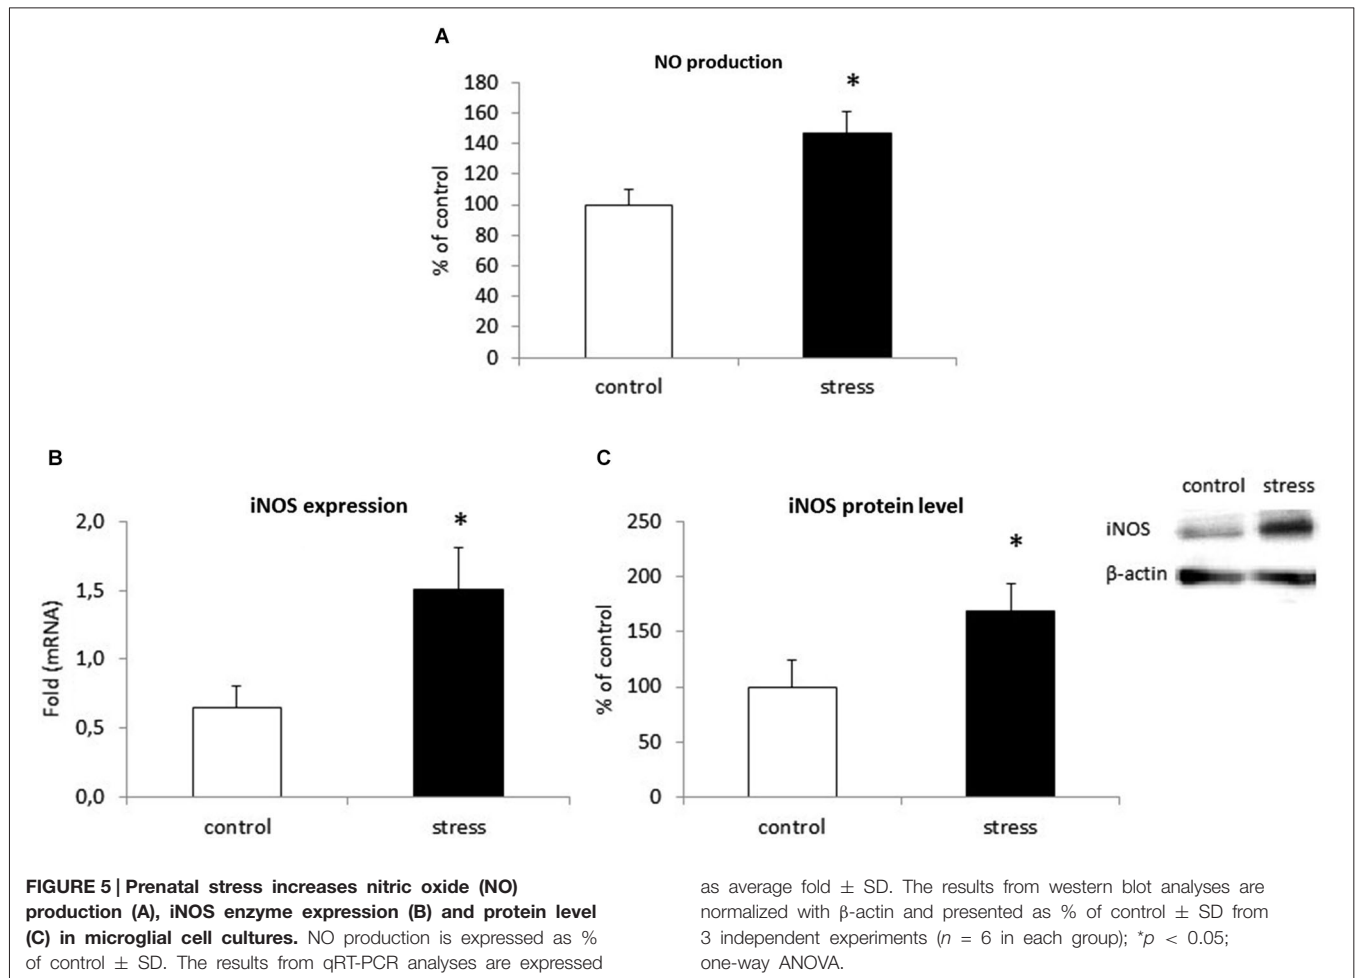 A
NO production
180
*
160
140
120
100
80
60
40
20
0
% of control
control stress
B
iNOS expression
2,0
*
1,5
1,0
0,5
0,0
Fold (mRNA)
control stress
C
iNOS protein level
250
*
200
150
100
50
0
% of control
control stress
control stress
iNOS
β-actin
FIGURE 5 | Prenatal stress increases nitric oxide (NO)
production (A), iNOS enzyme expression (B) and protein level
(C) in microglial cell cultures. NO production is expressed as %
of control ± SD. The results from qRT-PCR analyses are expressed
as average fold ± SD. The results from western blot analyses are
normalized with β-actin and presented as % of control ± SD from
3 independent experiments (n = 6 in each group); *p < 0.05;
one-way ANOVA.